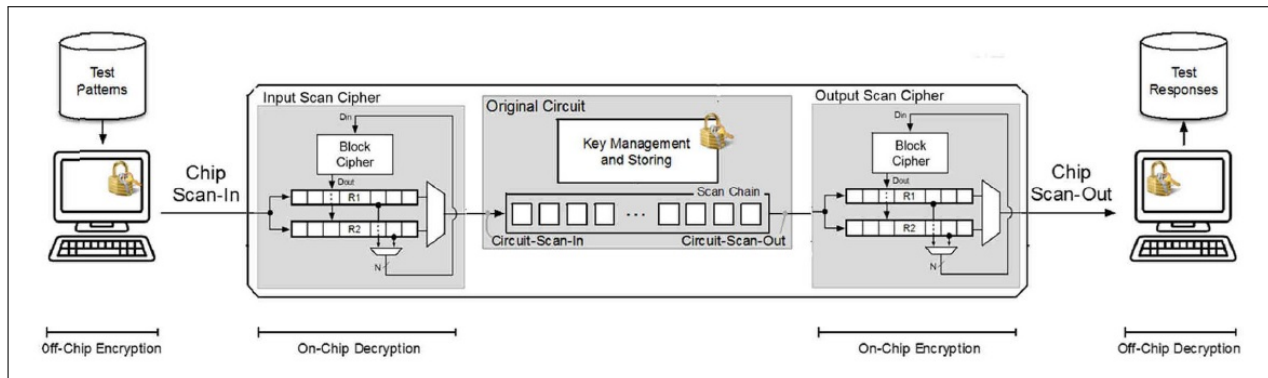 Test
Patterns
Chip
Scan-In
Input Scan Cipher
Din
Block
Cipher
Dout
R1
R2
N
Original Circuit
Key Management
and Storing
Scan Chain
Circuit-Scan-In
Circuit-Scan-Out
Output Scan Cipher
Din
Block
Cipher
Dout
R1
R2
N
Chip
Scan-Out
Test
Responses
Off-Chip Encryption
On-Chip Decryption
On-Chip Encryption
Off-Chip Decryption